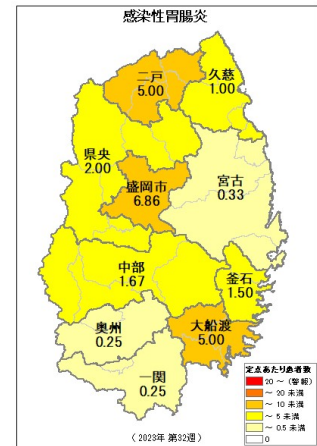 感染性胃腸炎
二戸
5.00
久慈
1.00
県央
2.00
盛岡市
6.86
宮古
0.33
中部
1.67
釜石
1.50
奥州
0.25
大船渡
5.00
一関
0.25
定点あたり患者数
20 ～ (警報)
～ 20 未満
～ 10 未満
～ 5 未満
～ 0.5 未満
0
(2023年 第32週)